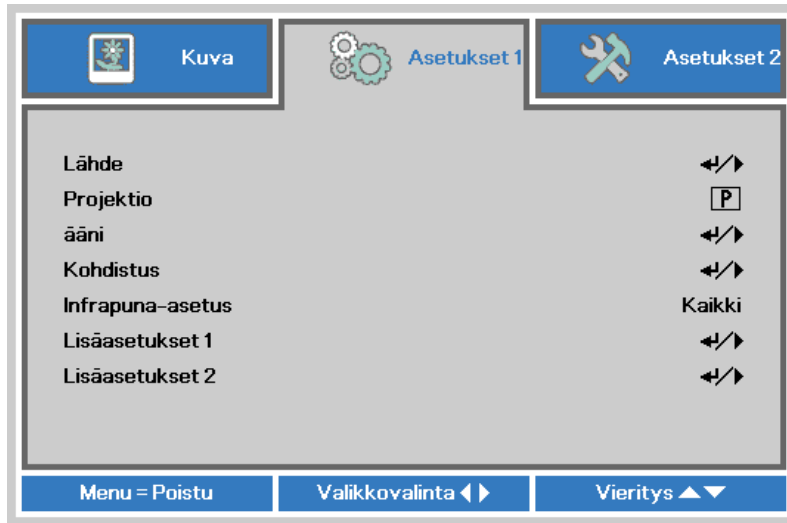 Kuva
Asetukset 1
Asetukset 2
Lähde
Projektio P
ääni
Kohdistus
Infrapuna-asetus Kaikki
Lisäasetukset 1
Lisäasetukset 2
Menu = Poistu
Valikkovalinta
Vieritys